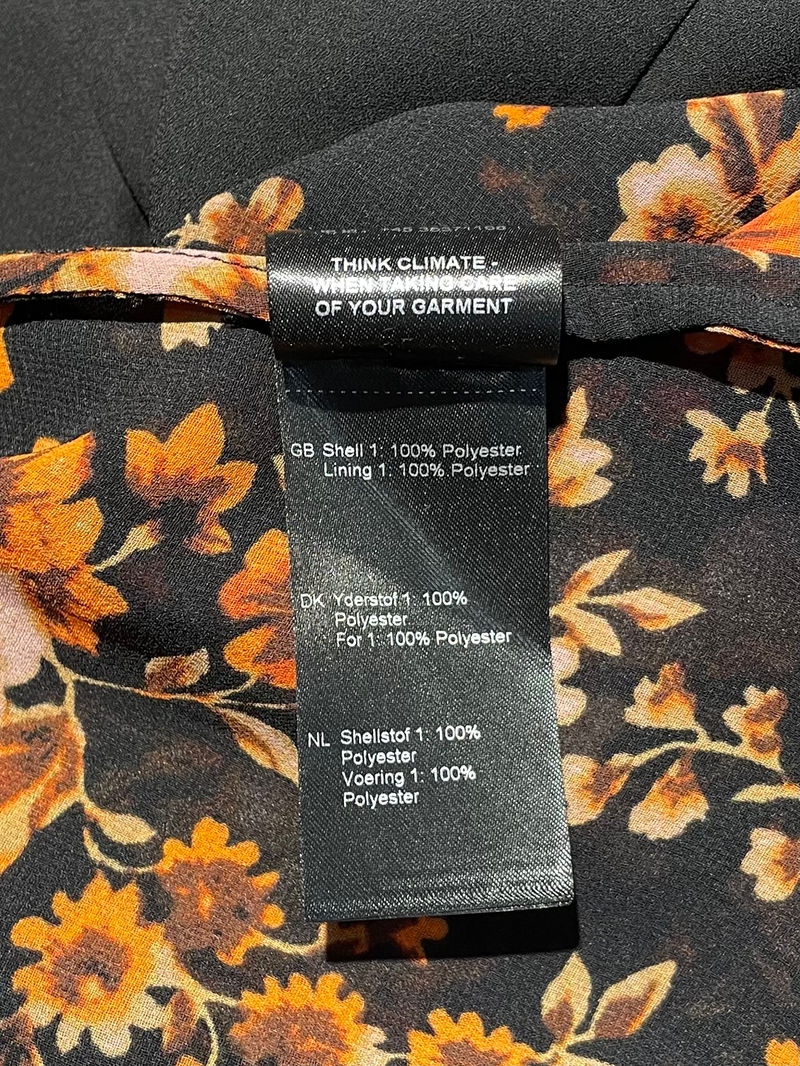 THINK CLIMATE -
WHEN TAKING CARE
OF YOUR GARMENT
GB Shell 1: 100% Polyester
Lining 1: 100% Polyester
DK Yderstof 1: 100%
Polyester
For 1: 100% Polyester
NL Shellstof 1: 100%
Polyester
Voering 1: 100%
Polyester